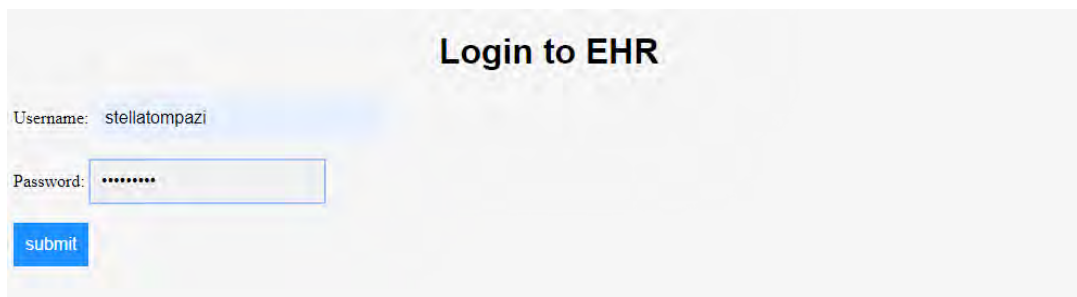 Login to EHR
Username: stellatompazi
Password: •••••••••
submit